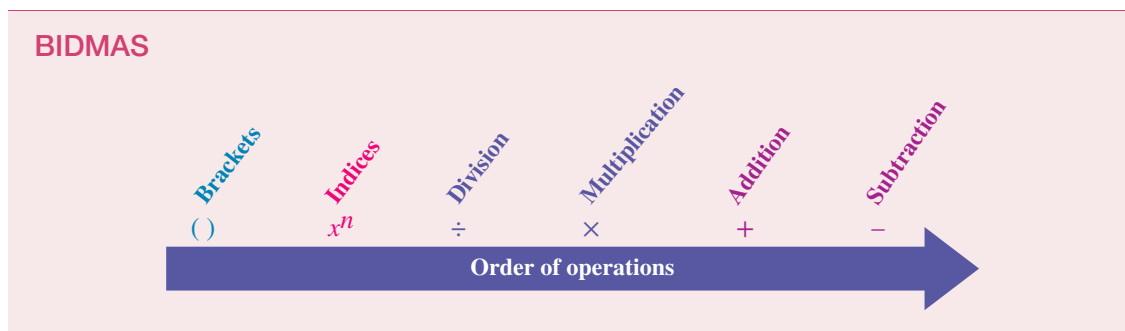 BIDMAS
Brackets Indices Division Multiplication Addition Subtraction
( ) xⁿ ÷ × + −
Order of operations